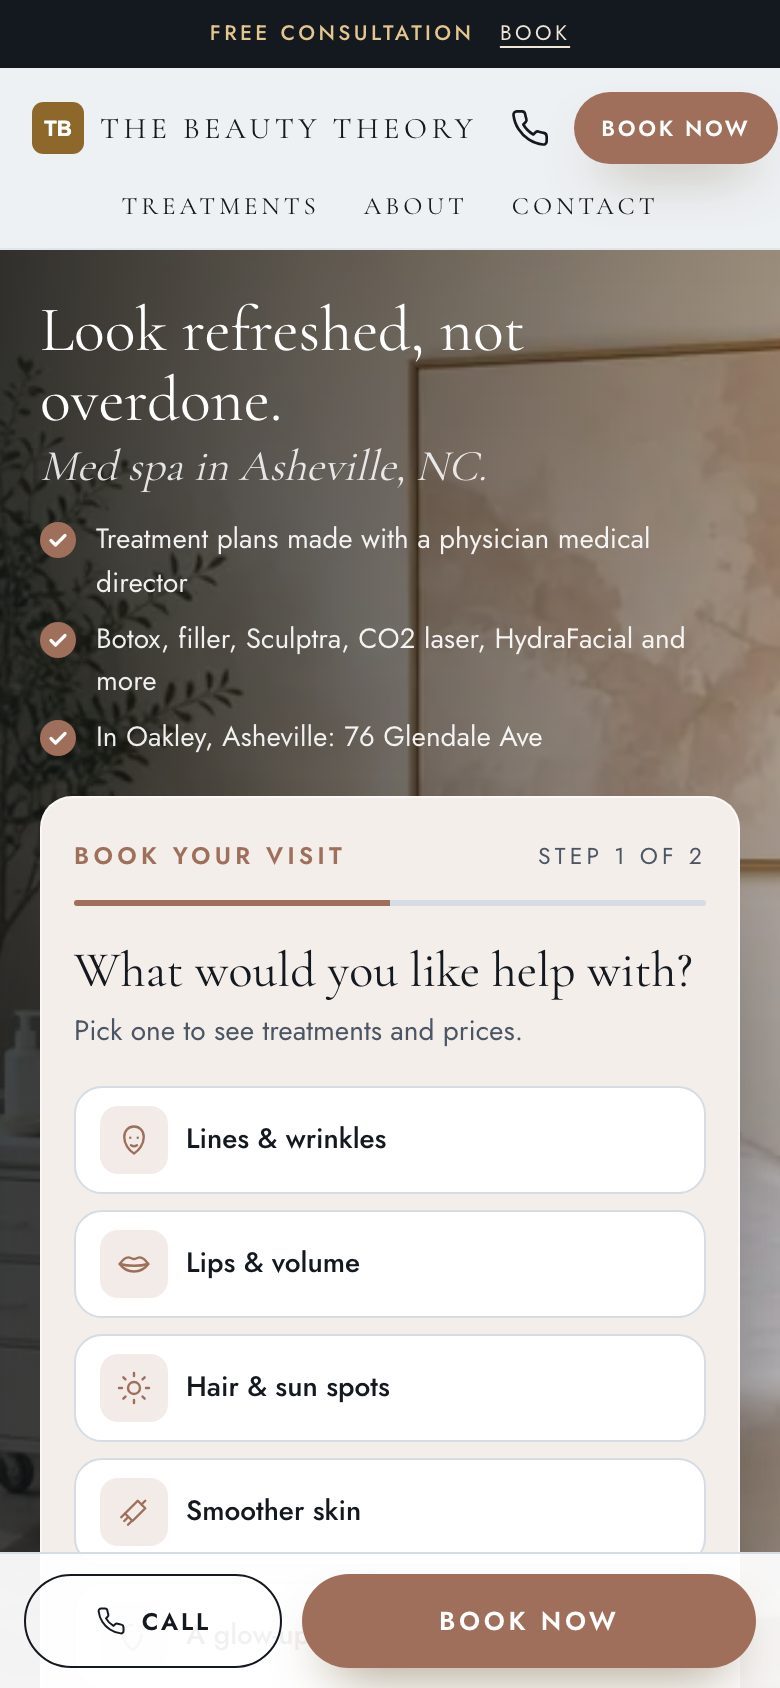 FREE CONSULTATION BOOK
TB THE BEAUTY THEORY BOOK NOW
TREATMENTS ABOUT CONTACT
Look refreshed, not
overdone.
Med spa in Asheville, NC.
Treatment plans made with a physician medical
director
Botox, filler, Sculptra, CO2 laser, HydraFacial and
more
In Oakley, Asheville: 76 Glendale Ave
BOOK YOUR VISIT STEP 1 OF 2
What would you like help with?
Pick one to see treatments and prices.
Lines & wrinkles
Lips & volume
Hair & sun spots
Smoother skin
A glow-up
CALL BOOK NOW